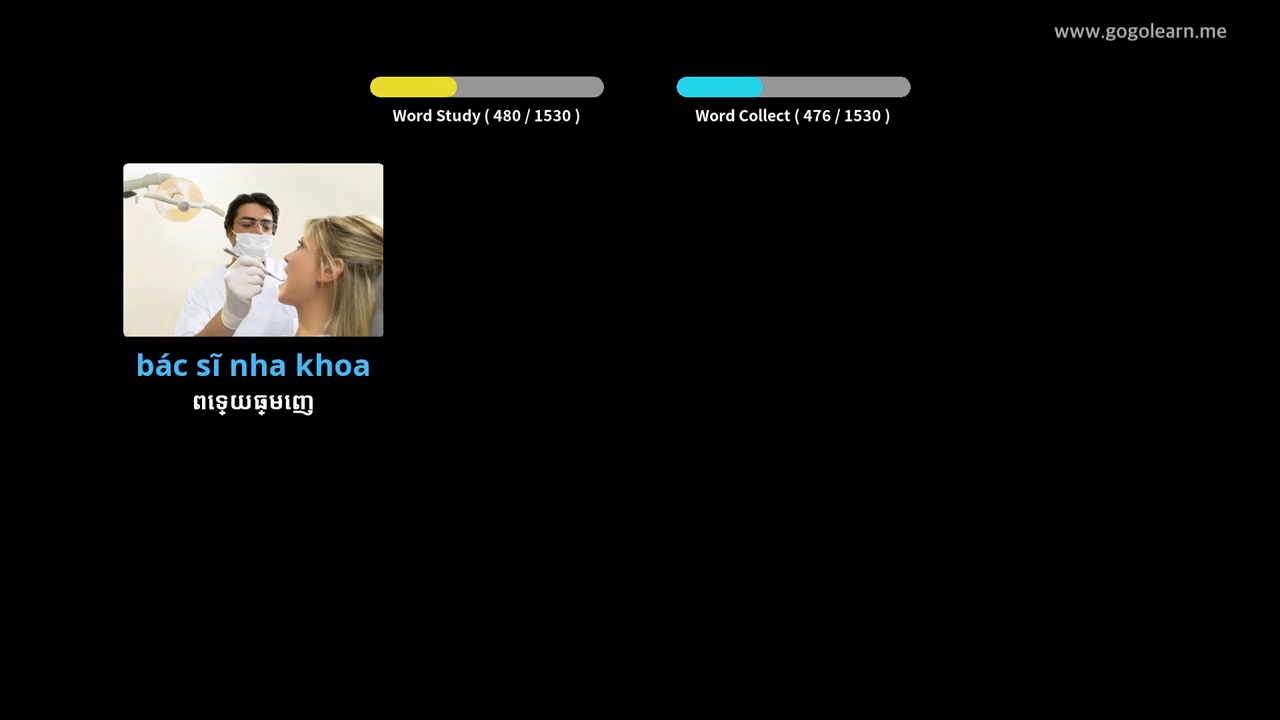 www.gogolearn.me
Word Study ( 480 / 1530 )
Word Collect ( 476 / 1530 )
bác sĩ nha khoa
ពទ្យេធ្មេញ